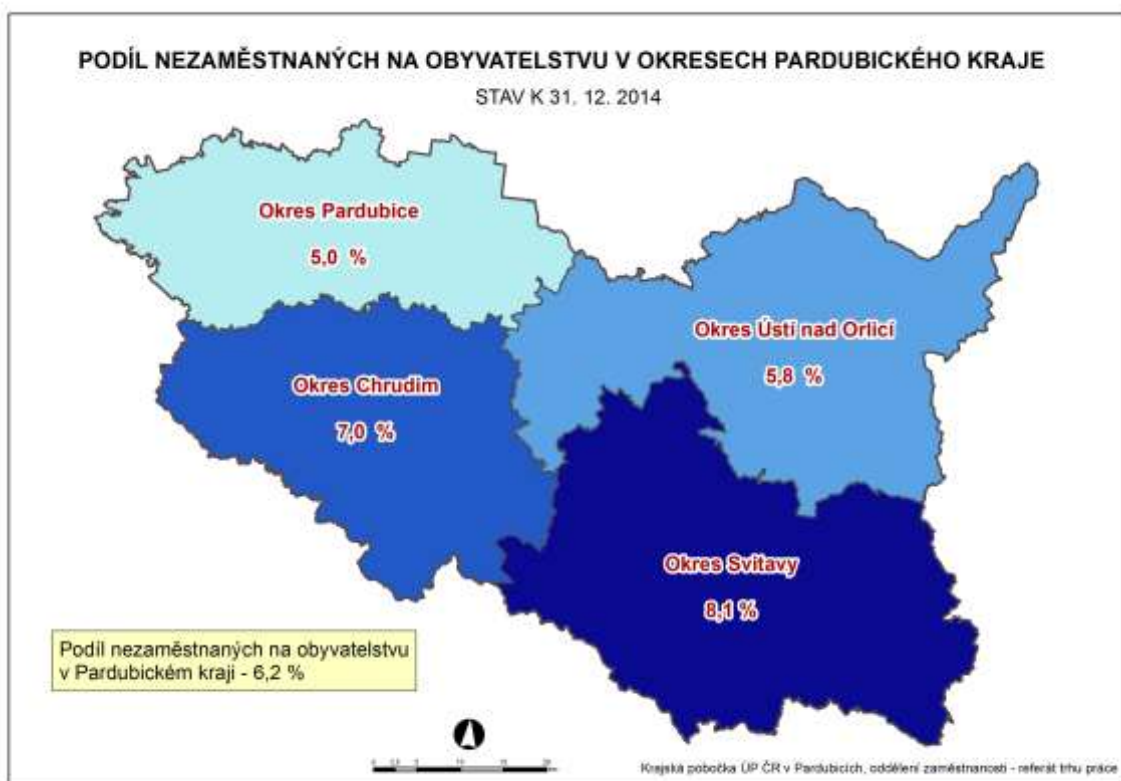 PODÍL NEZAMĚSTNANÝCH NA OBYVATELSTVU V OKRESECH PARDUBICKÉHO KRAJE
STAV K 31. 12. 2014
Okres Pardubice
5,0 %
Okres Ústí nad Orlicí
5,8 %
Okres Chrudim
7,0 %
Okres Svitavy
8,1 %
Podíl nezaměstnaných na obyvatelstvu
v Pardubickém kraji - 6,2 %
Krajská pobočka ÚP ČR v Pardubicích, oddělení zaměstnanosti - referát trhu práce